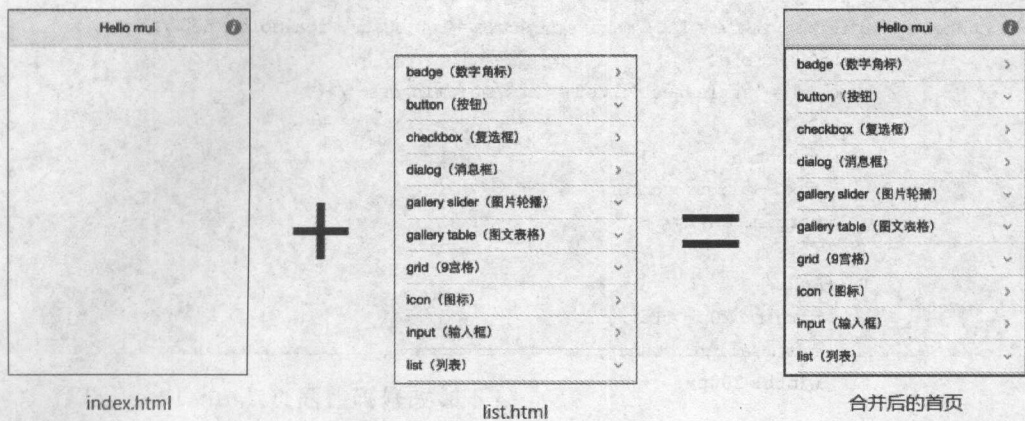 Hello mui
index.html
+
badge（数字角标）
button（按钮）
checkbox（复选框）
dialog（消息框）
gallery slider（图片轮播）
gallery table（图文表格）
grid（9宫格）
icon（图标）
input（输入框）
list（列表）
list.html
=
Hello mui
badge（数字角标）
button（按钮）
checkbox（复选框）
dialog（消息框）
gallery slider（图片轮播）
gallery table（图文表格）
grid（9宫格）
icon（图标）
input（输入框）
list（列表）
合并后的首页